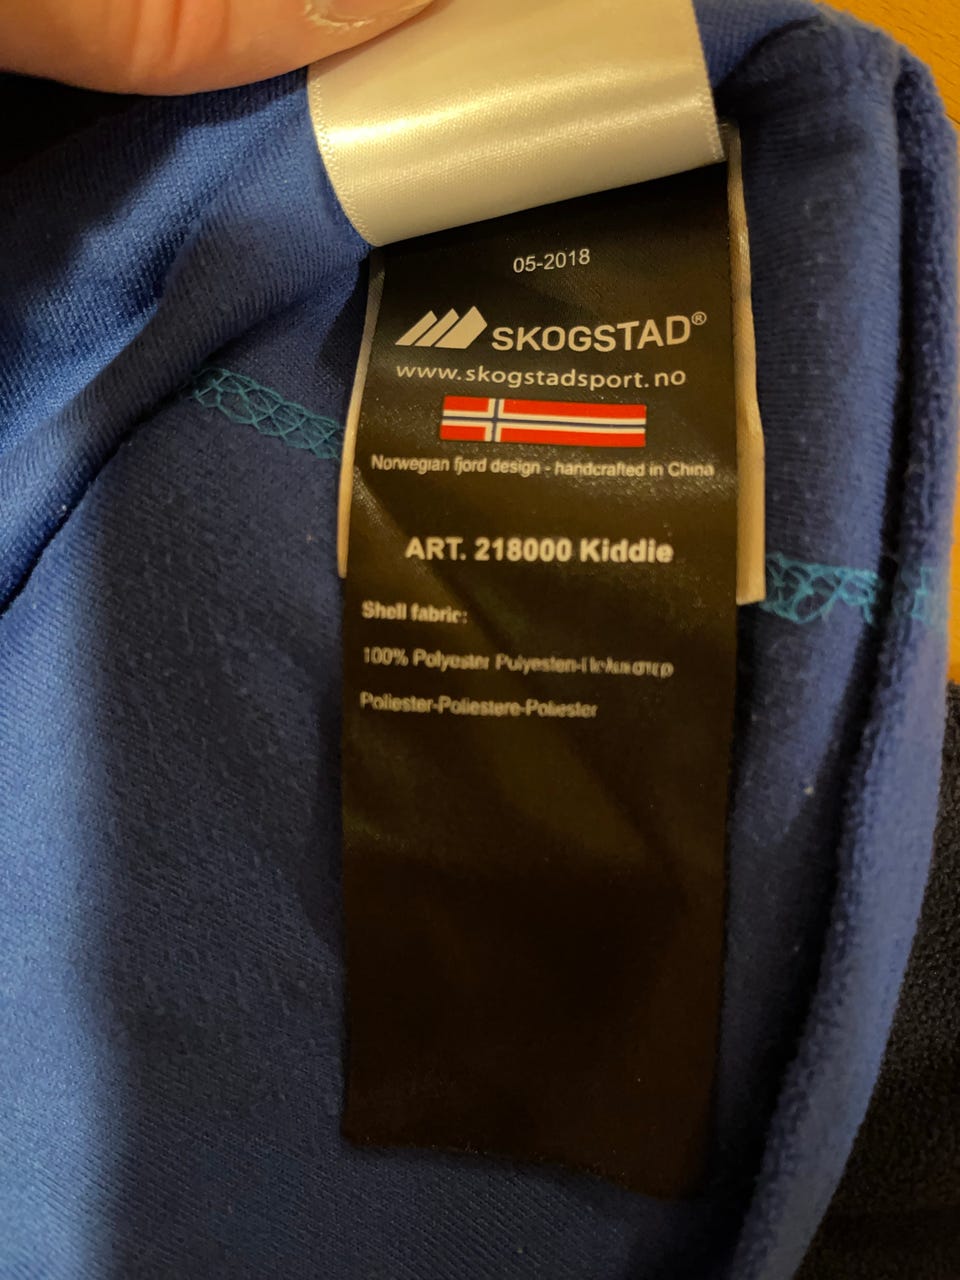 05-2018
SKOGSTAD®
www.skogstadsport.no
Norwegian fjord design - handcrafted in China
ART. 218000 Kiddie
Shell fabric:
100% Polyester
Poliester-Poliestere-Poliester